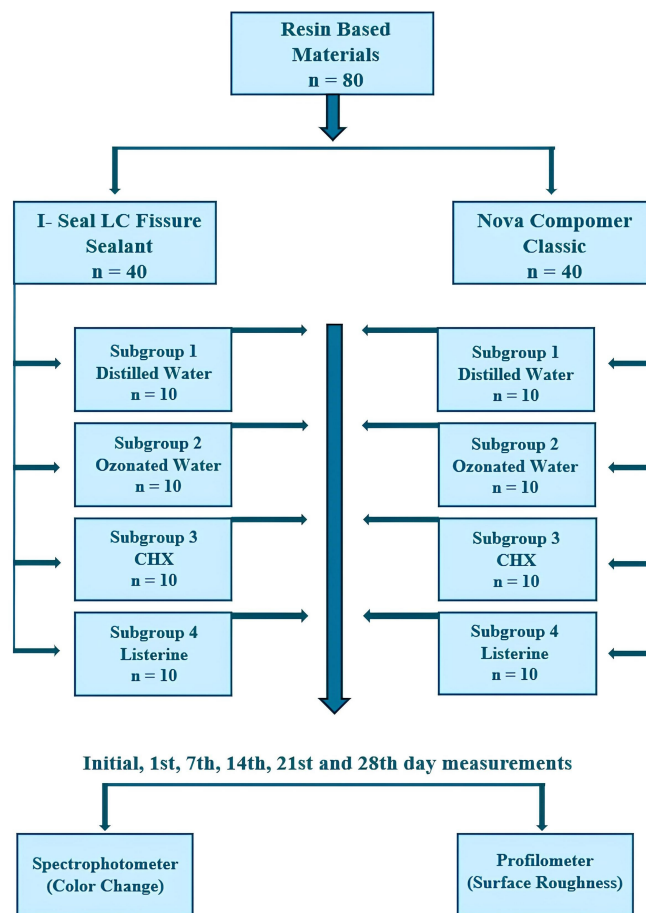 Resin Based
Materials
n = 80
I- Seal LC Fissure
Sealant
n = 40
Nova Compomer
Classic
n = 40
Subgroup 1
Distilled Water
n = 10
Subgroup 1
Distilled Water
n = 10
Subgroup 2
Ozonated Water
n = 10
Subgroup 2
Ozonated Water
n = 10
Subgroup 3
CHX
n = 10
Subgroup 3
CHX
n = 10
Subgroup 4
Listerine
n = 10
Subgroup 4
Listerine
n = 10
Initial, 1st, 7th, 14th, 21st and 28th day measurements
Spectrophotometer
(Color Change)
Profilometer
(Surface Roughness)